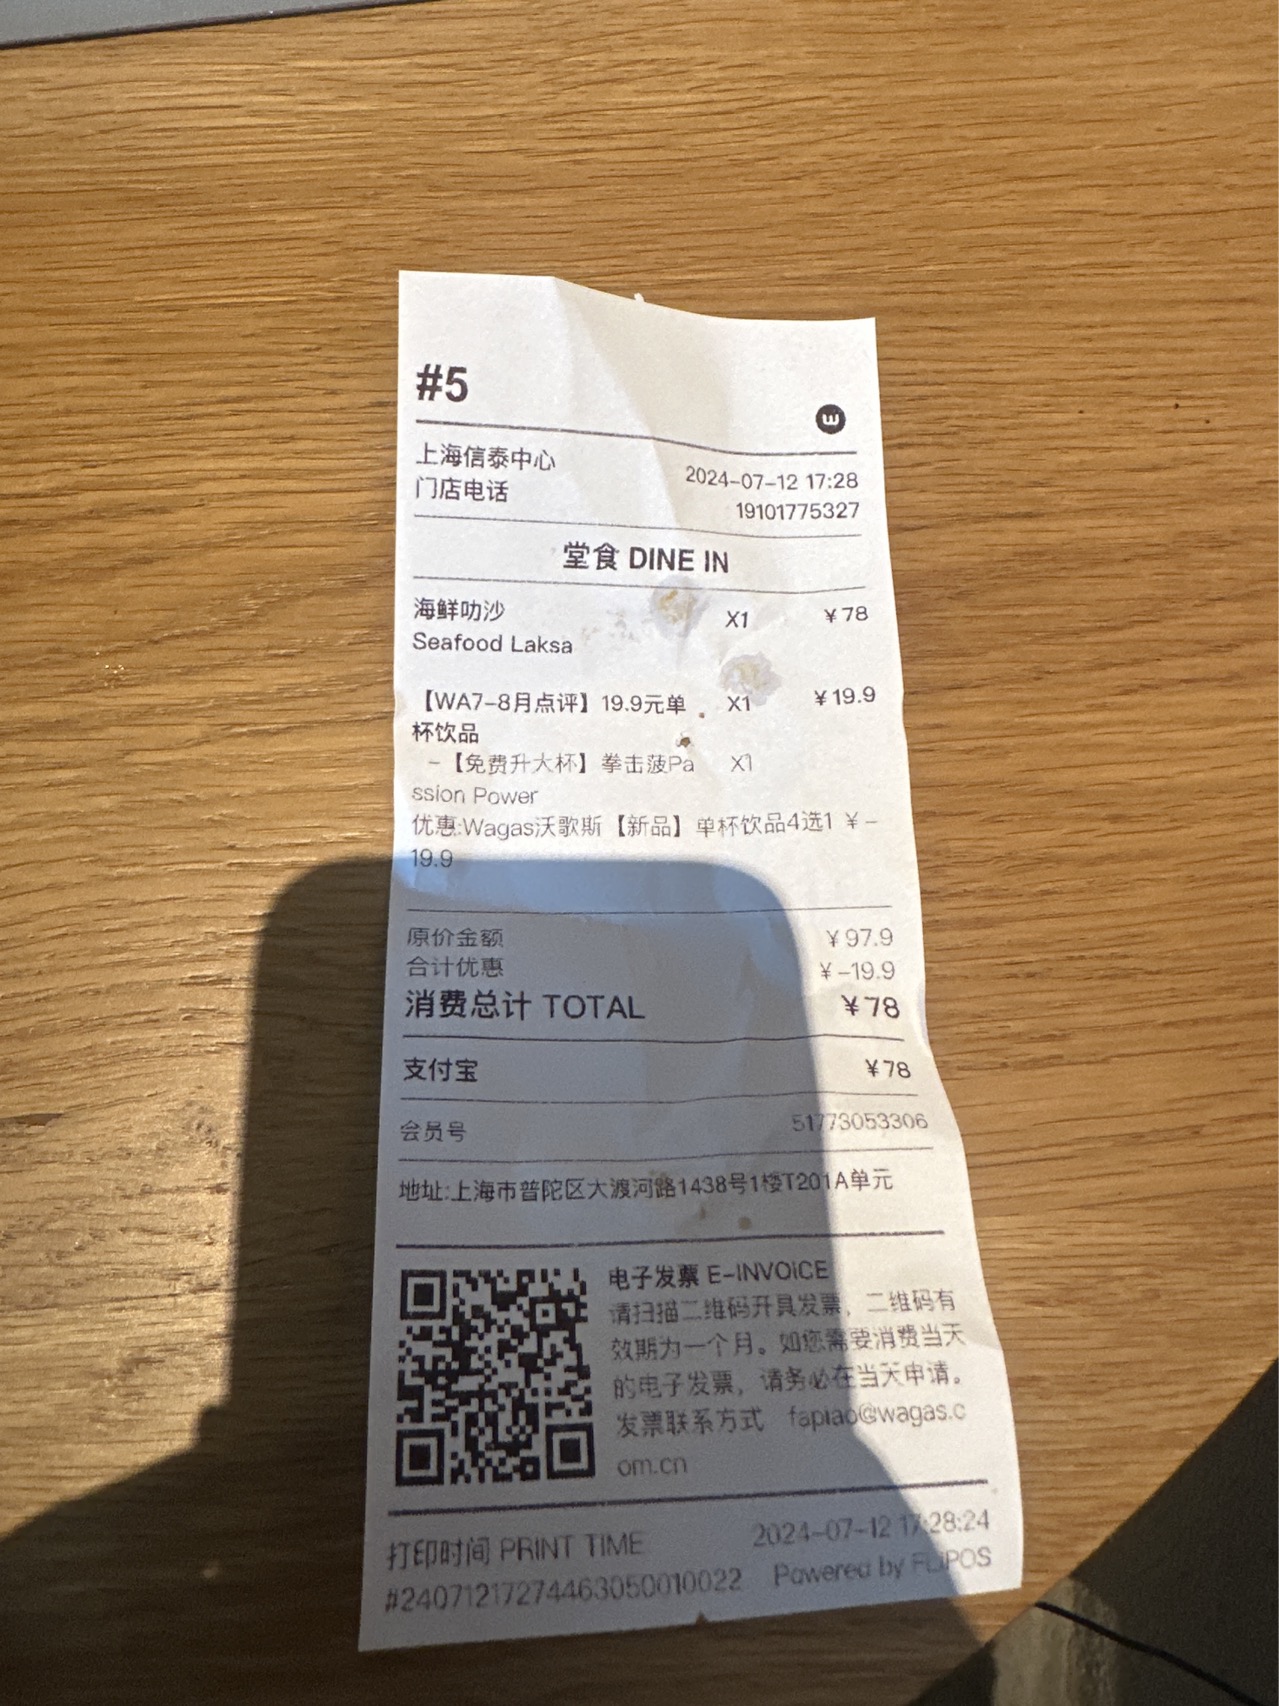 #5
上海信泰中心 2024-07-12 17:28
门店电话 19101775327
堂食 DINE IN
海鲜叻沙 X1 ¥78
Seafood Laksa
【WA7-8月点评】19.9元单 X1 ¥19.9
杯饮品
-【免费升大杯】拳击菠Pa X1
ssion Power
优惠:Wagas沃歌斯【新品】单杯饮品4选1 ¥-
19.9
原价金额 ¥97.9
合计优惠 ¥-19.9
消费总计 TOTAL ¥78
支付宝 ¥78
会员号 51773053306
地址:上海市普陀区大渡河路1438号1楼T201A单元
电子发票 E-INVOICE
请扫描二维码开具发票，二维码有
效期为一个月。如您需要消费当天
的电子发票，请务必在当天申请。
发票联系方式 fapiao@wagas.c
om.cn
打印时间 PRINT TIME 2024-07-12 17:28:24
#24071217274463050010022 Powered by FLiPOS